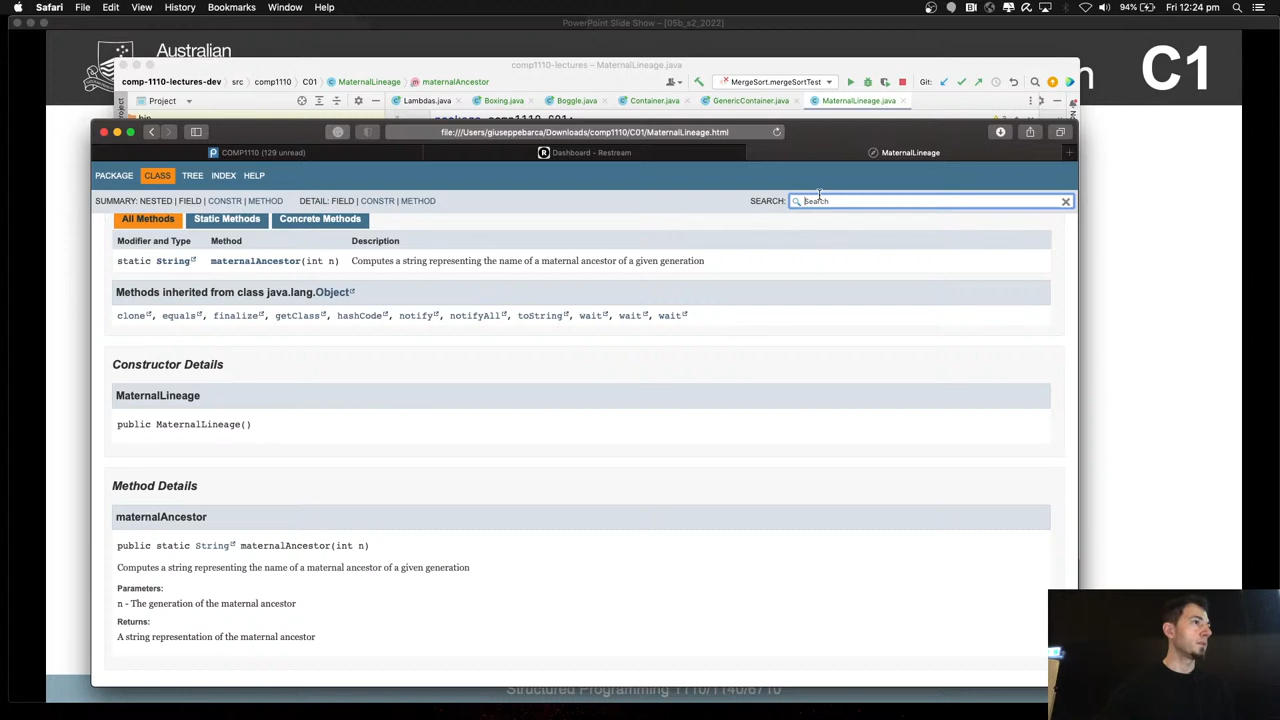 Safari File Edit View History Bookmarks Window Help 94% Fri 12:24 pm
PowerPoint Slide Show – [05b_s2_2022]
Australian
C1
comp-1110-lectures – MaternalLineage.java
comp-1110-lectures-dev src comp1110 C01 MaternalLineage maternalAncestor MergeSort.mergeSortTest Git:
Project Lambdas.java Boxing.java Boggle.java Container.java GenericContainer.java MaternalLineage.java
file:///Users/giuseppebarca/Downloads/comp1110/C01/MaternalLineage.html
COMP1110 (129 unread) Dashboard - Restream MaternalLineage
PACKAGE CLASS TREE INDEX HELP
SUMMARY: NESTED | FIELD | CONSTR | METHOD DETAIL: FIELD | CONSTR | METHOD SEARCH: Search
All Methods Static Methods Concrete Methods
Modifier and Type Method Description
static String maternalAncestor(int n) Computes a string representing the name of a maternal ancestor of a given generation
Methods inherited from class java.lang.Object
clone, equals, finalize, getClass, hashCode, notify, notifyAll, toString, wait, wait, wait
Constructor Details
MaternalLineage
public MaternalLineage()
Method Details
maternalAncestor
public static String maternalAncestor(int n)
Computes a string representing the name of a maternal ancestor of a given generation
Parameters:
n - The generation of the maternal ancestor
Returns:
A string representation of the maternal ancestor
Structured Programming 1110/1140/6710